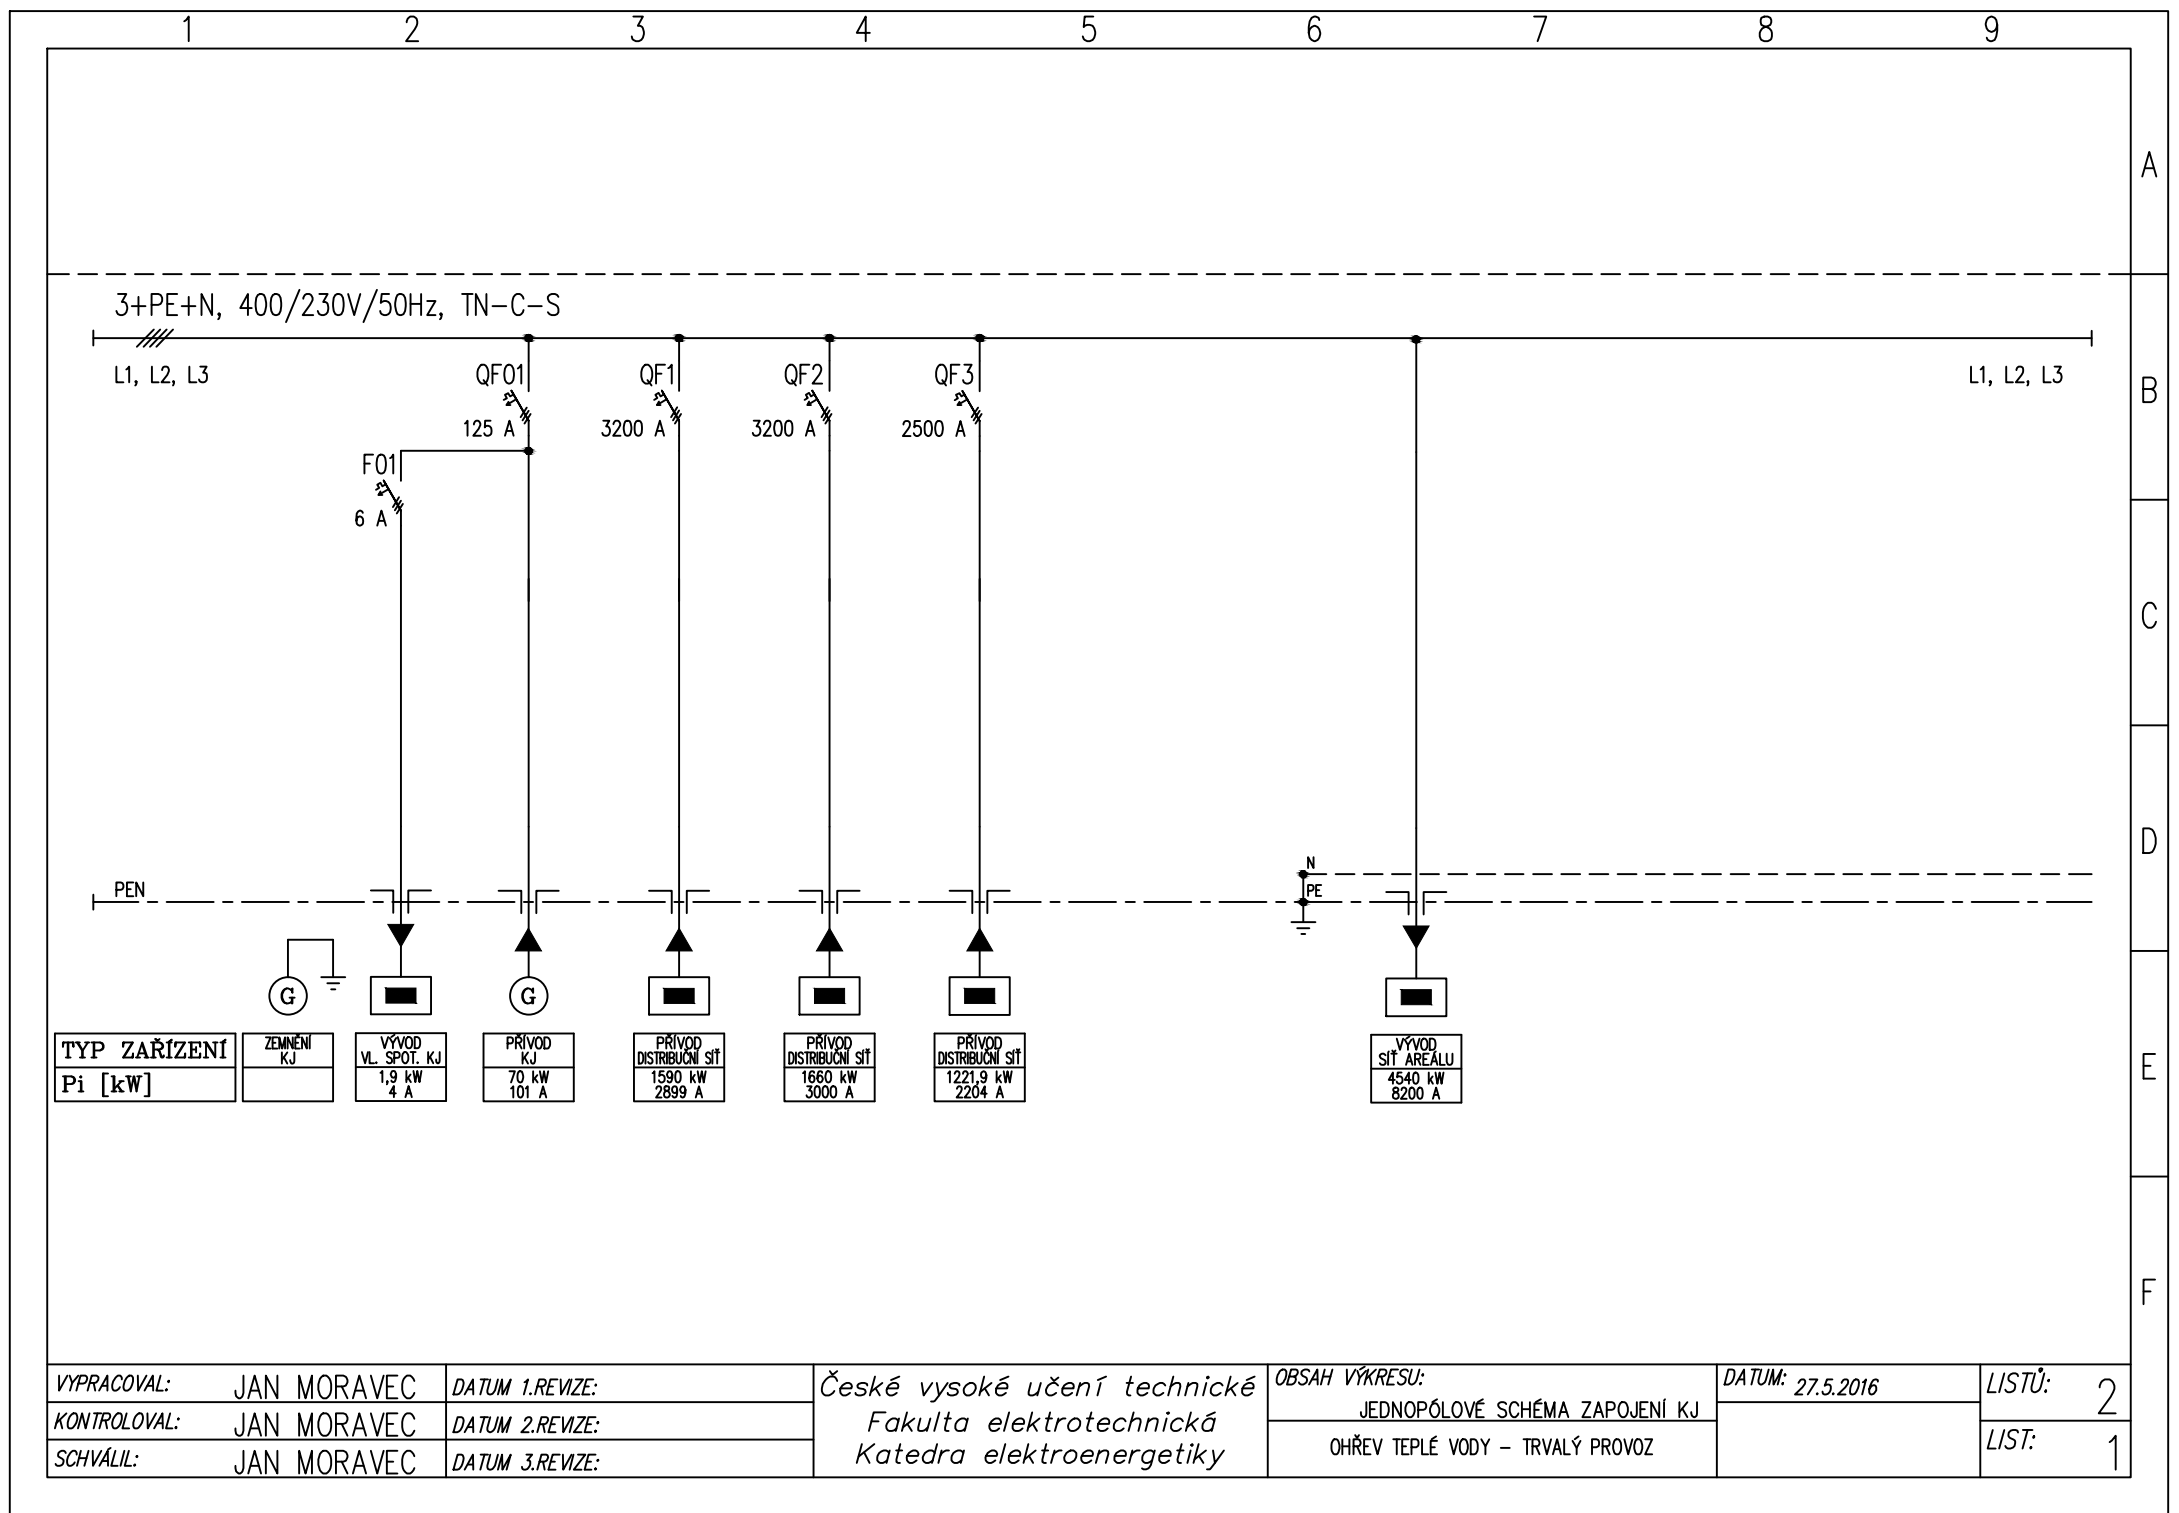 1 2 3 4 5 6 7 8 9
A
3+PE+N, 400/230V/50Hz, TN-C-S
L1, L2, L3
QF01
QF1
QF2
QF3
L1, L2, L3
B
125 A
3200 A
3200 A
2500 A
F01
6 A
C
D
N
PEN
PE
G
G
TYP ZAŘÍZENÍ
Pi [kW]
ZEMNĚNÍ
KJ
VÝVOD
VL. SPOT. KJ
1,9 kW
4 A
PŘÍVOD
KJ
70 kW
101 A
PŘÍVOD
DISTRIBUČNÍ SÍŤ
1590 kW
2899 A
PŘÍVOD
DISTRIBUČNÍ SÍŤ
1660 kW
3000 A
PŘÍVOD
DISTRIBUČNÍ SÍŤ
1221,9 kW
2204 A
VÝVOD
SÍŤ AREÁLU
4540 kW
8200 A
E
F
VYPRACOVAL: JAN MORAVEC
KONTROLOVAL: JAN MORAVEC
SCHVÁLIL: JAN MORAVEC
DATUM 1.REVIZE:
DATUM 2.REVIZE:
DATUM 3.REVIZE:
České vysoké učení technické
Fakulta elektrotechnická
Katedra elektroenergetiky
OBSAH VÝKRESU:
JEDNOPÓLOVÉ SCHÉMA ZAPOJENÍ KJ
OHŘEV TEPLÉ VODY - TRVALÝ PROVOZ
DATUM: 27.5.2016
LISTŮ: 2
LIST: 1